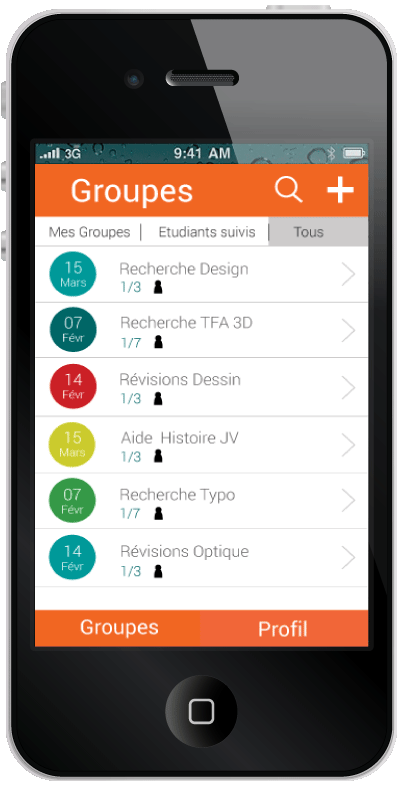 3G 9:41 AM
Groupes
Mes Groupes | Etudiants suivis Tous
15 Mars
Recherche Design
1/3
07 Févr
Recherche TFA 3D
1/7
14 Févr
Révisions Dessin
1/3
15 Mars
Aide Histoire JV
1/3
07 Févr
Recherche Typo
1/7
14 Févr
Révisions Optique
1/3
Groupes Profil